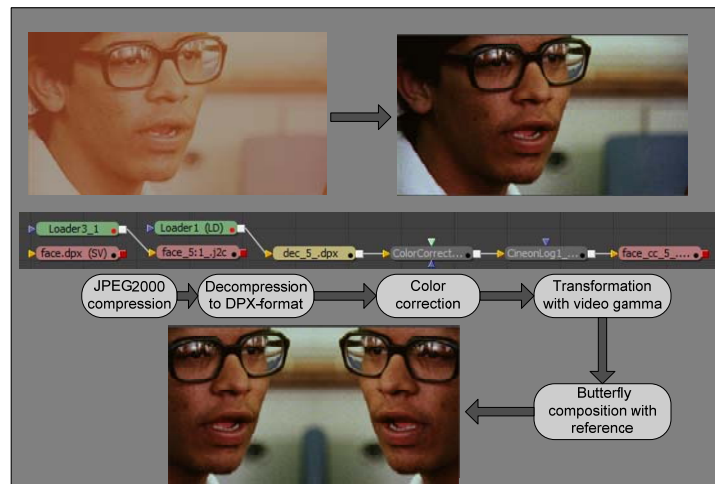 Loader3_1
Loader1 (LD)
face.dpx (SV)
face_5:1_.j2c
dec_5_.dpx
ColorCorrect...
CineonLog1_...
face_cc_5_....
JPEG2000
compression
Decompression
to DPX-format
Color
correction
Transformation
with video gamma
Butterfly
composition with
reference